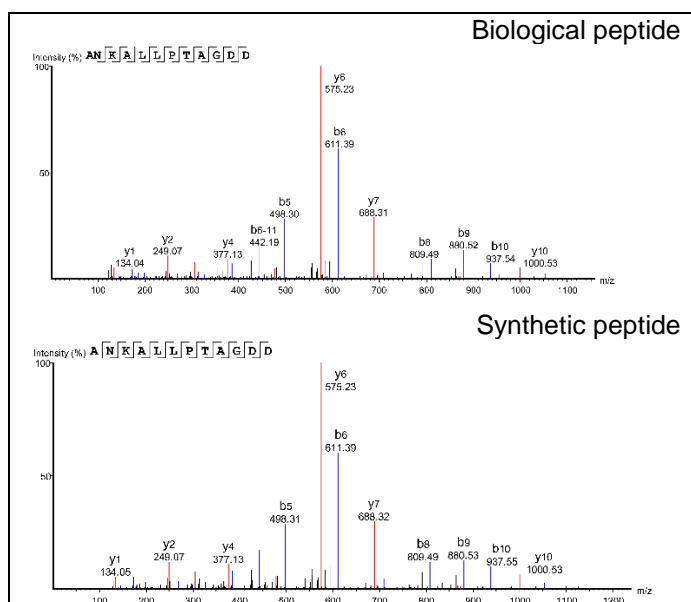 Biological peptide
Intensity (%) ANKALLPTAGDD
100
50
y1
134.04
y2
249.07
y4
377.13
b6-11
442.19
b5
498.30
y6
575.23
b6
611.39
y7
688.31
b8
809.49
b9
880.52
b10
937.54
y10
1000.53
100 200 300 400 500 600 700 800 900 1000 1100 m/z
Synthetic peptide
Intensity (%) ANKALLPTAGDD
100
50
y1
134.05
y2
249.07
y4
377.13
b5
498.31
y6
575.23
b6
611.39
y7
688.32
b8
809.49
b9
880.53
b10
937.55
y10
1000.53
100 200 300 400 500 600 700 800 900 1000 1100 1200 m/z